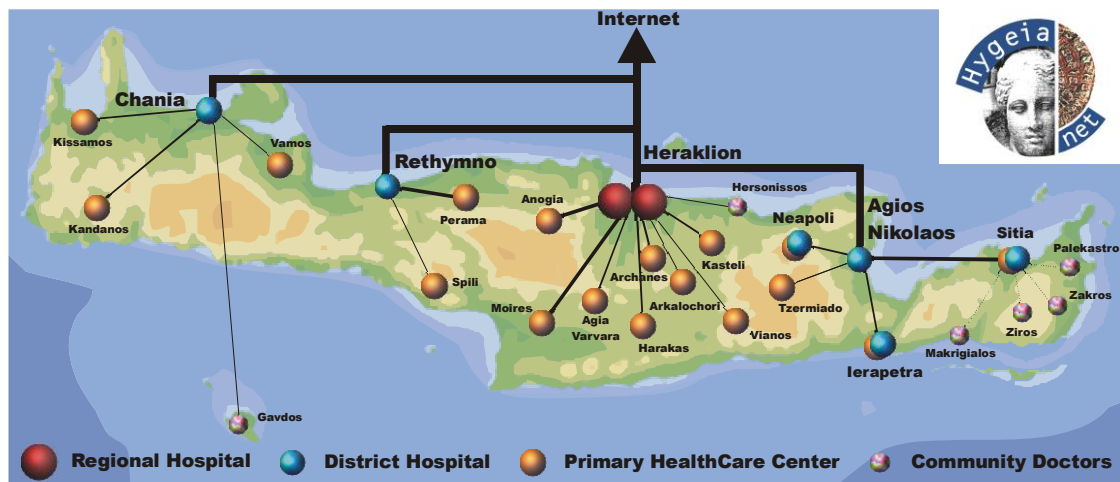 Internet
Hygeia
net
Chania
Kissamos
Vamos
Kandanos
Rethymno
Perama
Spili
Heraklion
Anogia
Hersonissos
Moires
Agia
Varvara
Archanes
Arkalochori
Harakas
Kasteli
Vianos
Neapoli
Agios
Nikolaos
Tzermiado
Ierapetra
Sitia
Palekastro
Zakros
Ziros
Makrigialos
Gavdos
Regional Hospital
District Hospital
Primary HealthCare Center
Community Doctors